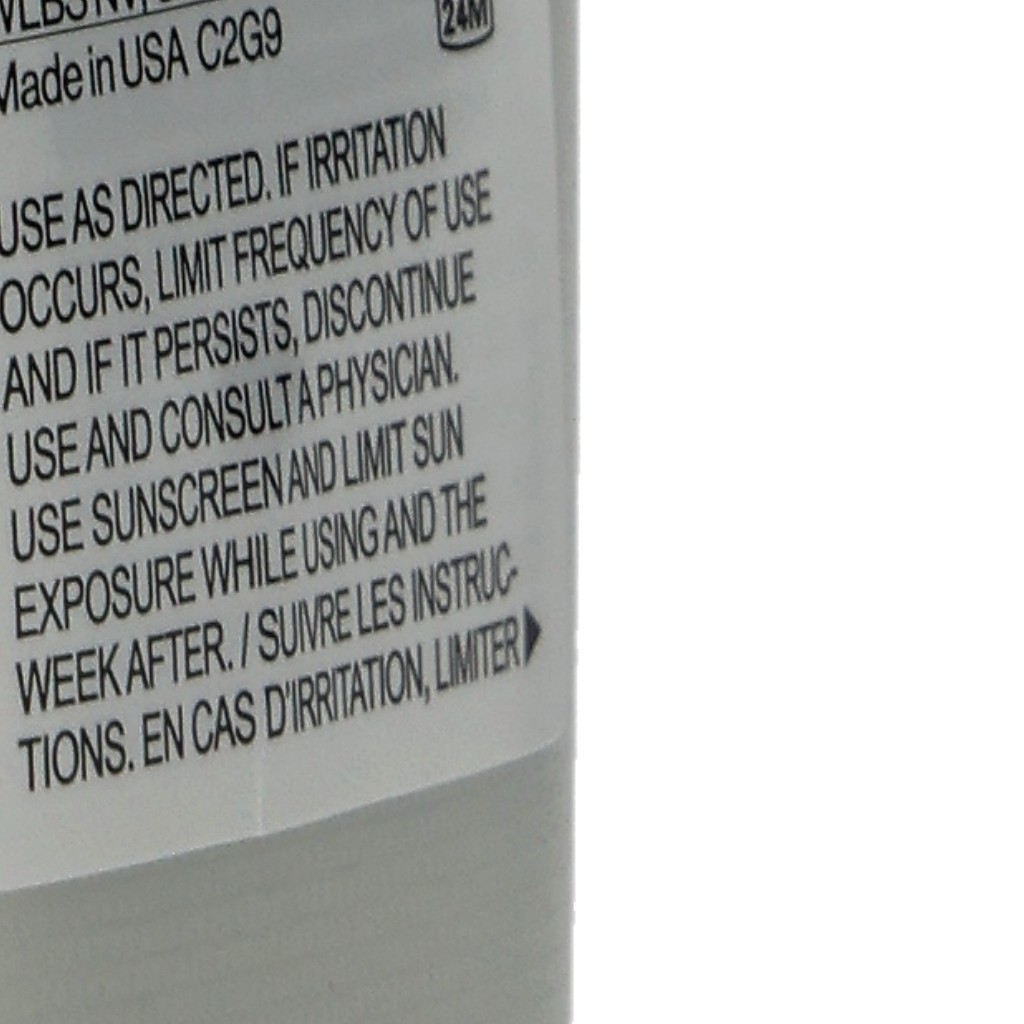 Made in USA C2G9
24M
USE AS DIRECTED. IF IRRITATION
OCCURS, LIMIT FREQUENCY OF USE
AND IF IT PERSISTS, DISCONTINUE
USE AND CONSULT A PHYSICIAN.
USE SUNSCREEN AND LIMIT SUN
EXPOSURE WHILE USING AND THE
WEEK AFTER. / SUIVRE LES INSTRUC-
TIONS. EN CAS D'IRRITATION, LIMITER